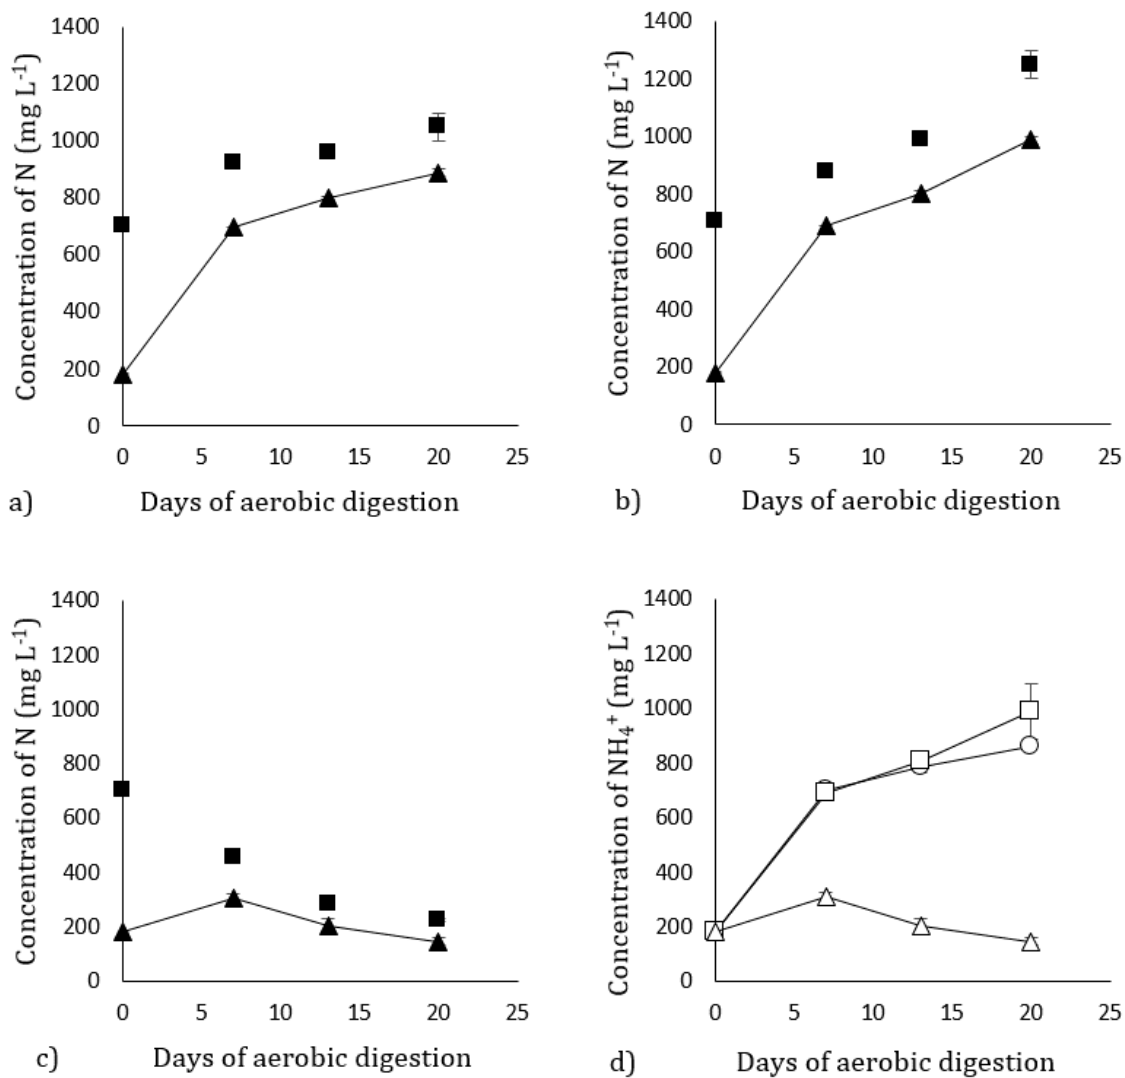 Concentration of N (mg L⁻¹)
1400
1200
1000
800
600
400
200
0
0 5 10 15 20 25
a) Days of aerobic digestion
Concentration of N (mg L⁻¹)
1400
1200
1000
800
600
400
200
0
0 5 10 15 20 25
b) Days of aerobic digestion
Concentration of N (mg L⁻¹)
1400
1200
1000
800
600
400
200
0
0 5 10 15 20 25
c) Days of aerobic digestion
Concentration of NH₄⁺ (mg L⁻¹)
1400
1200
1000
800
600
400
200
0
0 5 10 15 20 25
d) Days of aerobic digestion